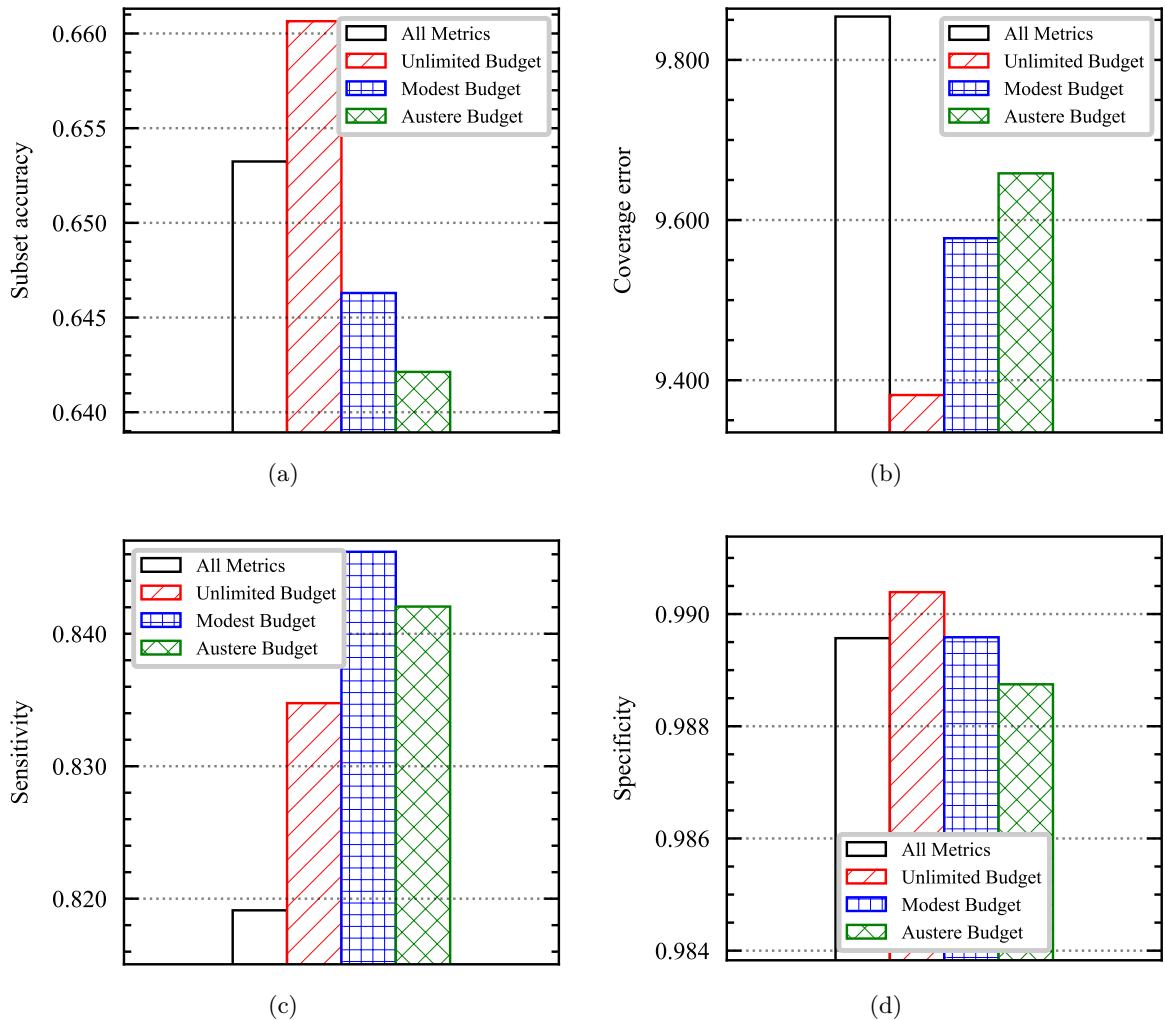 Subset accuracy
0.660
0.655
0.650
0.645
0.640
All Metrics
Unlimited Budget
Modest Budget
Austere Budget
(a)
Coverage error
9.800
9.600
9.400
All Metrics
Unlimited Budget
Modest Budget
Austere Budget
(b)
Sensitivity
0.840
0.830
0.820
All Metrics
Unlimited Budget
Modest Budget
Austere Budget
(c)
Specificity
0.990
0.988
0.986
0.984
All Metrics
Unlimited Budget
Modest Budget
Austere Budget
(d)